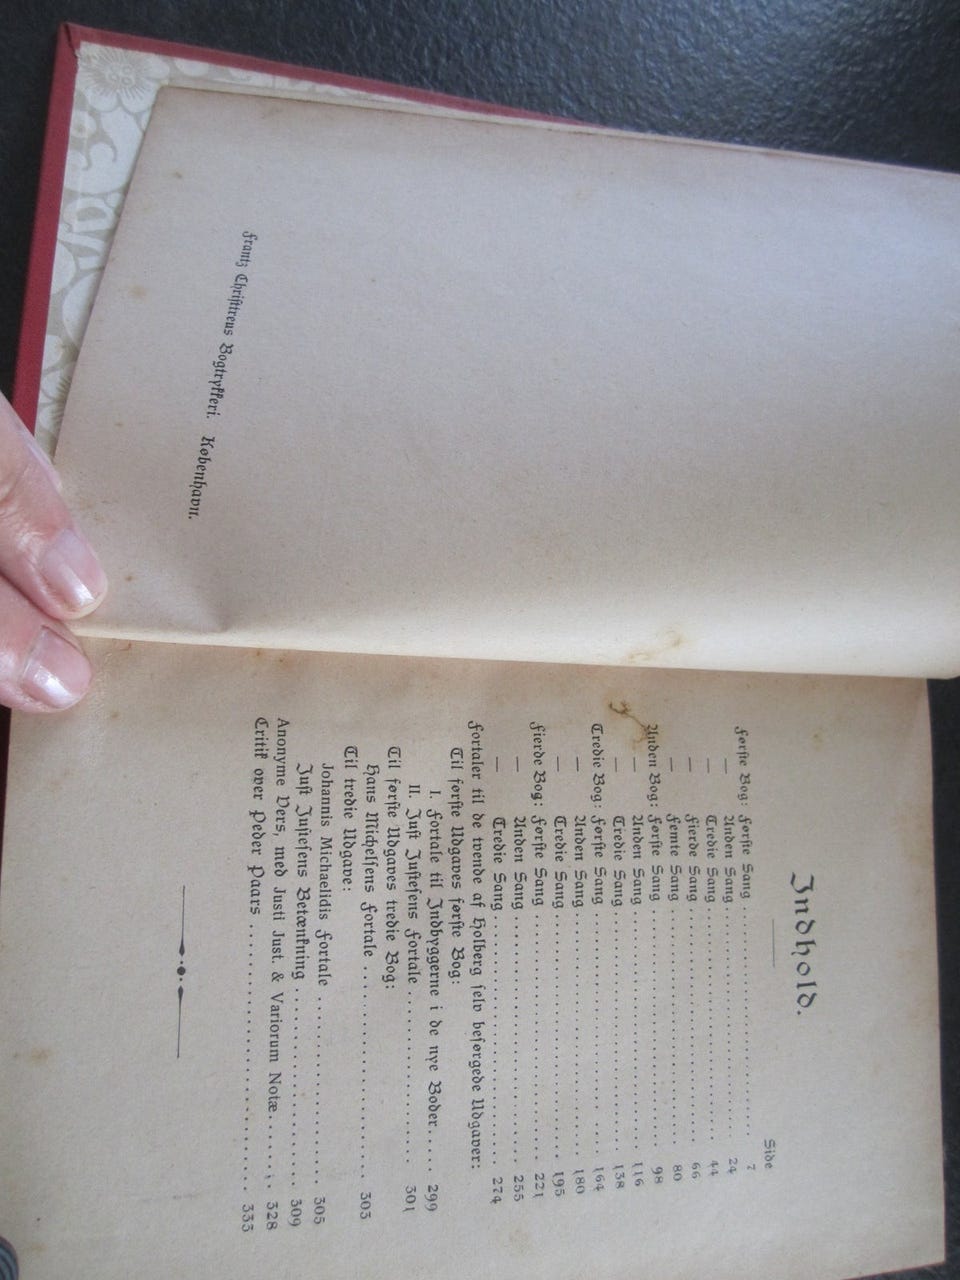 Frantz Christreus Bogtrykkeri. København.
Indhold.
Side
Første Bog: Første Sang ........ 7
— Anden Sang ........ 24
— Tredie Sang ........ 44
— Fierde Sang ........ 66
— Femte Sang ........ 80
Anden Bog: Første Sang ........ 98
— Anden Sang ........ 116
— Tredie Sang ........ 138
Tredie Bog: Første Sang ........ 164
— Anden Sang ........ 180
— Tredie Sang ........ 195
Fierde Bog: Første Sang ........ 221
— Anden Sang ........ 255
— Tredie Sang ........ 274
Fortaler til de tvende af Holberg selv besørgede Udgaver:
Til første Udgaves første Bog:
I. Fortale til Indbyggerne i de nye Boder..... 299
II. Just Justesens Fortale ........ 301
Til første Udgaves tredie Bog:
Hans Michelsens Fortale ........ 303
Til tredie Udgave:
Johannis Michaelidis Fortale ........ 305
Just Justesens Betænkning ........ 309
Anonyme Vers, med Justi Just. & Variorum Notæ........ 328
Critik over Peder Paars ........ 333